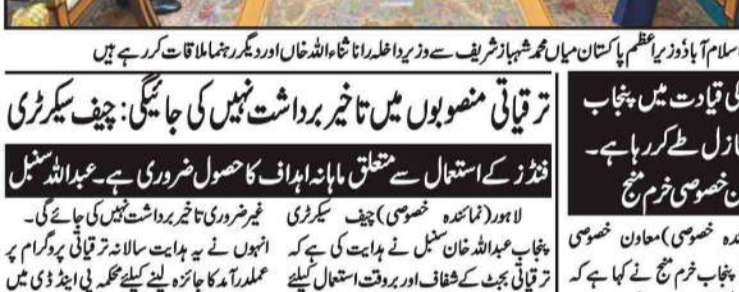 اسلام آباد، وزیراعظم پاکستان میاں محمد شہباز شریف سے وزیر داخلہ رانا ثناء اللہ خاں اور دیگر رہنما ملاقات کر رہے ہیں
ترقیاتی منصوبوں میں تاخیر برداشت نہیں کی جائیگی: چیف سیکرٹری
فنڈز کے استعمال سے متعلق ماہانہ اہداف کا حصول ضروری ہے۔ عبداللہ سنبل
لاہور (نمائندہ خصوصی) چیف سیکرٹری
پنجاب عبداللہ خان سنبل نے ہدایت کی ہے کہ
ترقیاتی بجٹ کے شفاف اور بروقت استعمال کیلئے
غیر ضروری تاخیر برداشت نہیں کی جائے گی۔
انہوں نے یہ ہدایت سالانہ ترقیاتی پروگرام پر
عملدرآمد کا جائزہ لینے کیلئے محکمہ پی اینڈ ڈی میں
کی قیادت میں پنجاب
منازل طے کر رہا ہے۔
خصوصی خرم منج
خصوصی) معاون خصوصی
پنجاب خرم منج نے کہا ہے کہ